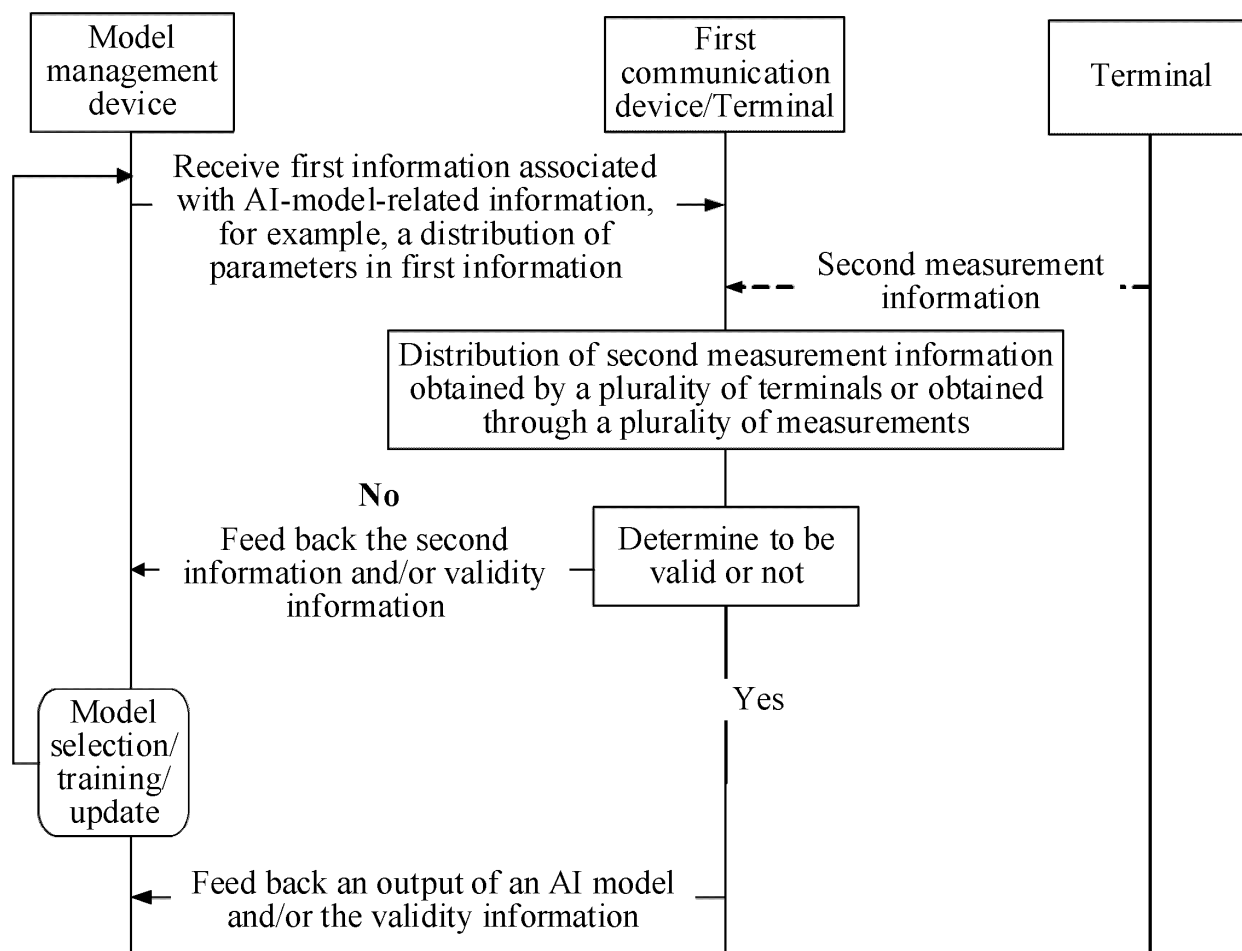 Model
management
device
First
communication
device/Terminal
Terminal
Receive first information associated
with AI-model-related information,
for example, a distribution of
parameters in first information
Second measurement
information
Distribution of second measurement information
obtained by a plurality of terminals or obtained
through a plurality of measurements
No
Feed back the second
information and/or validity
information
Determine to be
valid or not
Yes
Model
selection/
training/
update
Feed back an output of an AI model
and/or the validity information